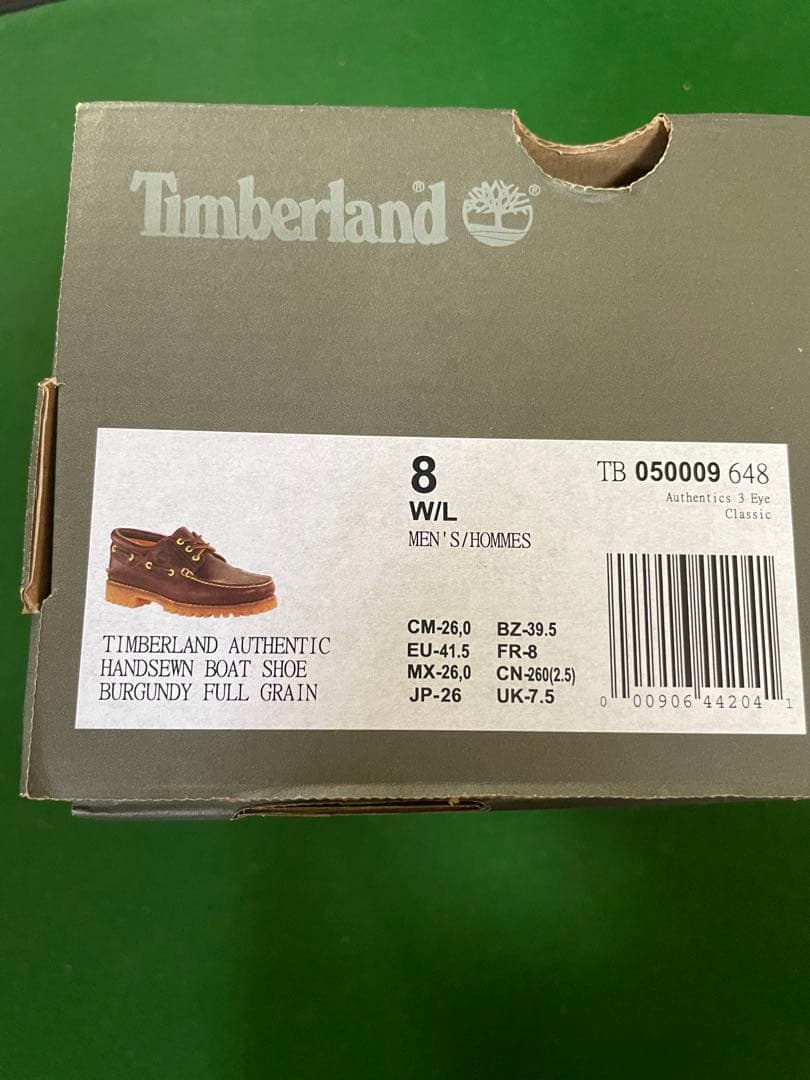 Timberland® ®
8
W/L
MEN'S/HOMMES
TB 050009 648
Authentics 3 Eye
Classic
TIMBERLAND AUTHENTIC
HANDSEWN BOAT SHOE
BURGUNDY FULL GRAIN
CM-26,0 BZ-39.5
EU-41.5 FR-8
MX-26,0 CN-260(2.5)
JP-26 UK-7.5
0 00906 44204 1